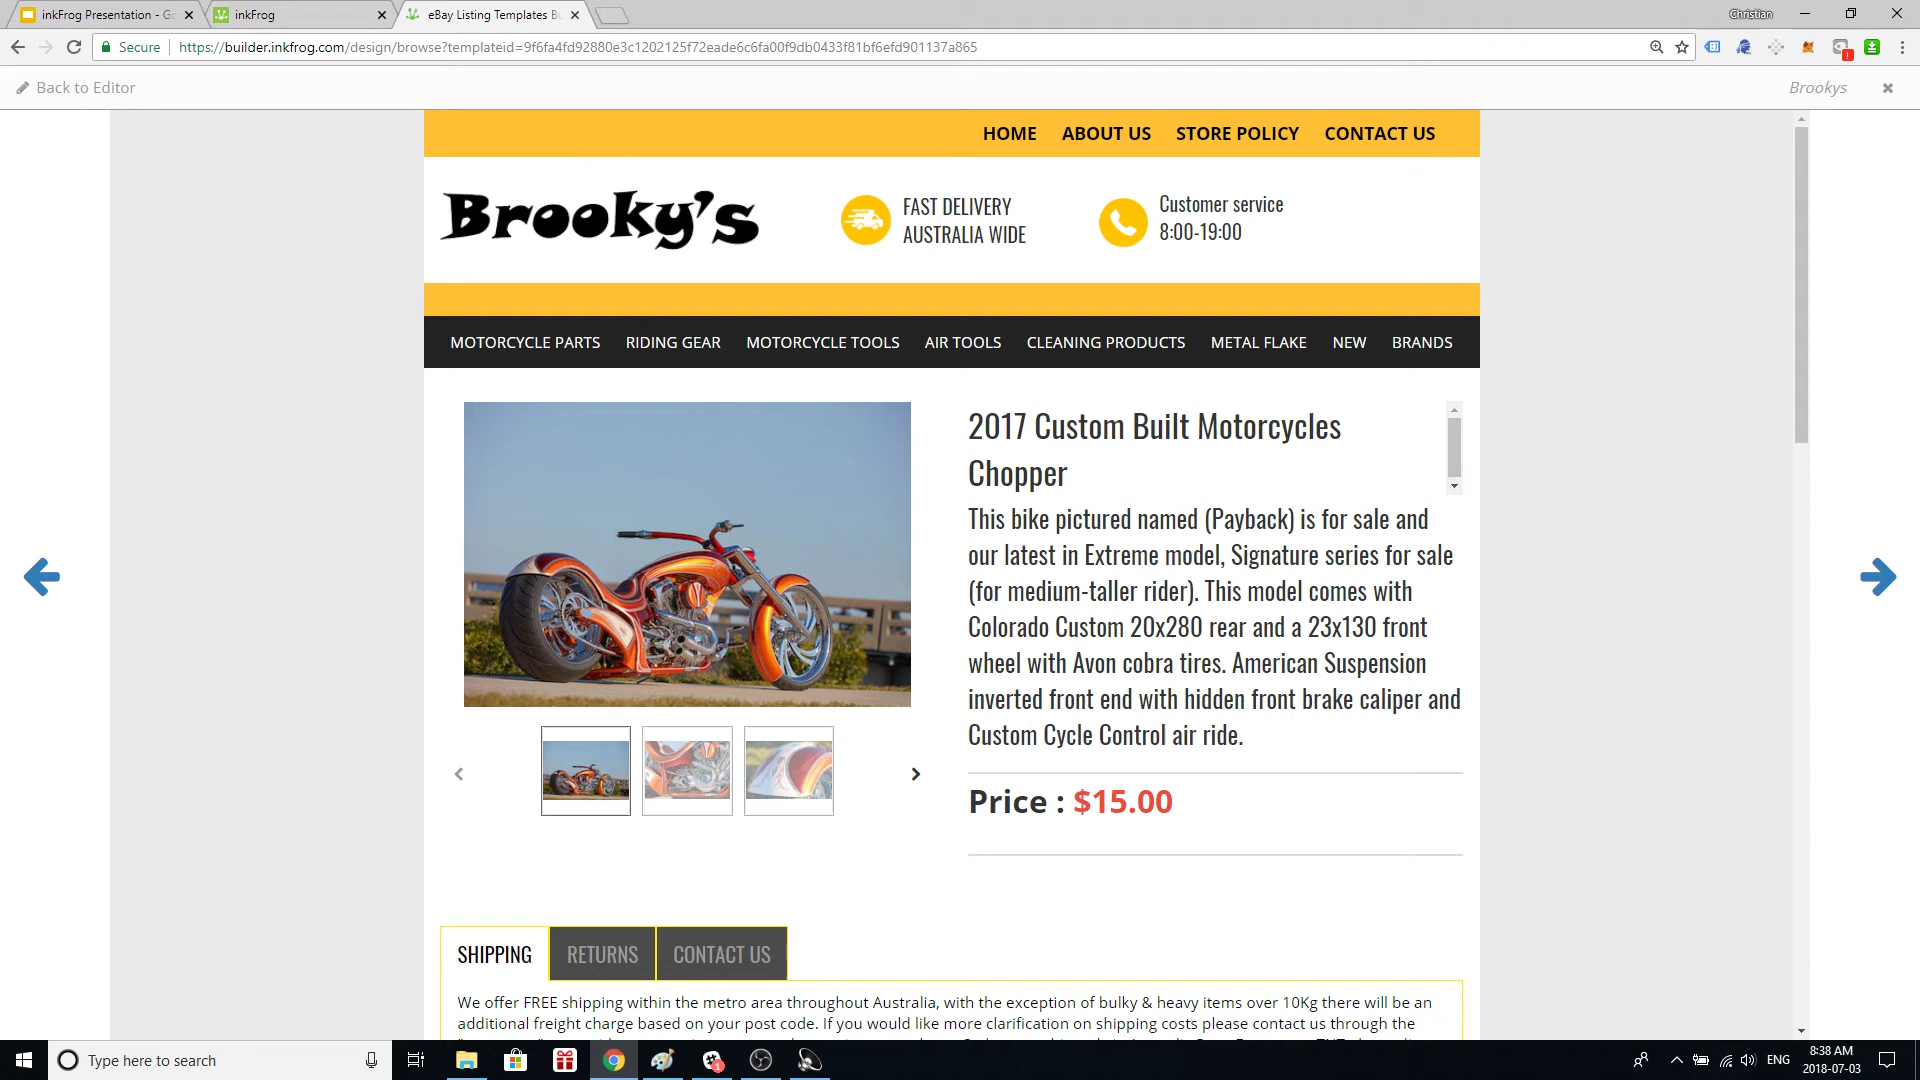 inkFrog Presentation - Go
inkFrog
eBay Listing Templates Bu
Christian
Secure
https://builder.inkfrog.com/design/browse?templateid=9f6fa4fd92880e3c1202125f72eade6c6fa00f9db0433f81bf6efd901137a865
Back to Editor
Brookys
HOME ABOUT US STORE POLICY CONTACT US
Brooky's
FAST DELIVERY
AUSTRALIA WIDE
Customer service
8:00-19:00
MOTORCYCLE PARTS RIDING GEAR MOTORCYCLE TOOLS AIR TOOLS CLEANING PRODUCTS METAL FLAKE NEW BRANDS
2017 Custom Built Motorcycles
Chopper
This bike pictured named (Payback) is for sale and
our latest in Extreme model, Signature series for sale
(for medium-taller rider). This model comes with
Colorado Custom 20x280 rear and a 23x130 front
wheel with Avon cobra tires. American Suspension
inverted front end with hidden front brake caliper and
Custom Cycle Control air ride.
Price : $15.00
SHIPPING RETURNS CONTACT US
We offer FREE shipping within the metro area throughout Australia, with the exception of bulky & heavy items over 10Kg there will be an
additional freight charge based on your post code. If you would like more clarification on shipping costs please contact us through the
Type here to search
ENG
8:38 AM
2018-07-03